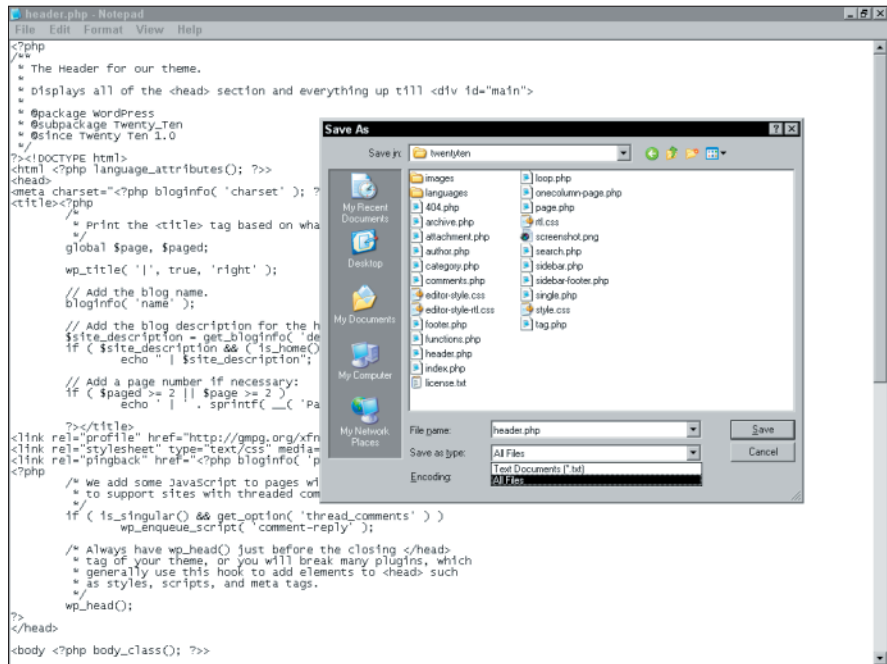 header.php - Notepad
File Edit Format View Help
<?php
/**
* The Header for our theme.
*
* Displays all of the <head> section and everything up till <div id="main">
*
* @package WordPress
* @subpackage Twenty_Ten
* @since Twenty Ten 1.0
*/
?><!DOCTYPE html>
<html <?php language_attributes(); ?>>
<head>
<meta charset="<?php bloginfo( 'charset' ); ?
<title><?php
/*
* Print the <title> tag based on wha
*/
global $page, $paged;
wp_title( '|', true, 'right' );
// Add the blog name.
bloginfo( 'name' );
// Add the blog description for the h
$site_description = get_bloginfo( 'de
if ( $site_description && ( is_home()
echo " | $site_description";
// Add a page number if necessary:
if ( $paged >= 2 || $page >= 2 )
echo ' | ' . sprintf( __( 'Pa
?></title>
<link rel="profile" href="http://gmpg.org/xfn
<link rel="stylesheet" type="text/css" media=
<link rel="pingback" href="<?php bloginfo( 'p
<?php
/* We add some JavaScript to pages wi
* to support sites with threaded com
*/
if ( is_singular() && get_option( 'thread_comments' ) )
wp_enqueue_script( 'comment-reply' );
/* Always have wp_head() just before the closing </head>
* tag of your theme, or you will break many plugins, which
* generally use this hook to add elements to <head> such
* as styles, scripts, and meta tags.
*/
wp_head();
?>
</head>
<body <?php body_class(); ?>>
Save As
Save in: twentyten
My Recent Documents
Desktop
My Documents
My Computer
My Network Places
images
languages
404.php
archive.php
attachment.php
author.php
category.php
comments.php
editor-style.css
editor-style-rtl.css
footer.php
functions.php
header.php
index.php
license.txt
loop.php
onecolumn-page.php
page.php
rtl.css
screenshot.png
search.php
sidebar.php
sidebar-footer.php
single.php
style.css
tag.php
File name: header.php Save
Save as type: All Files Cancel
Text Documents (*.txt)
Encoding: All Files